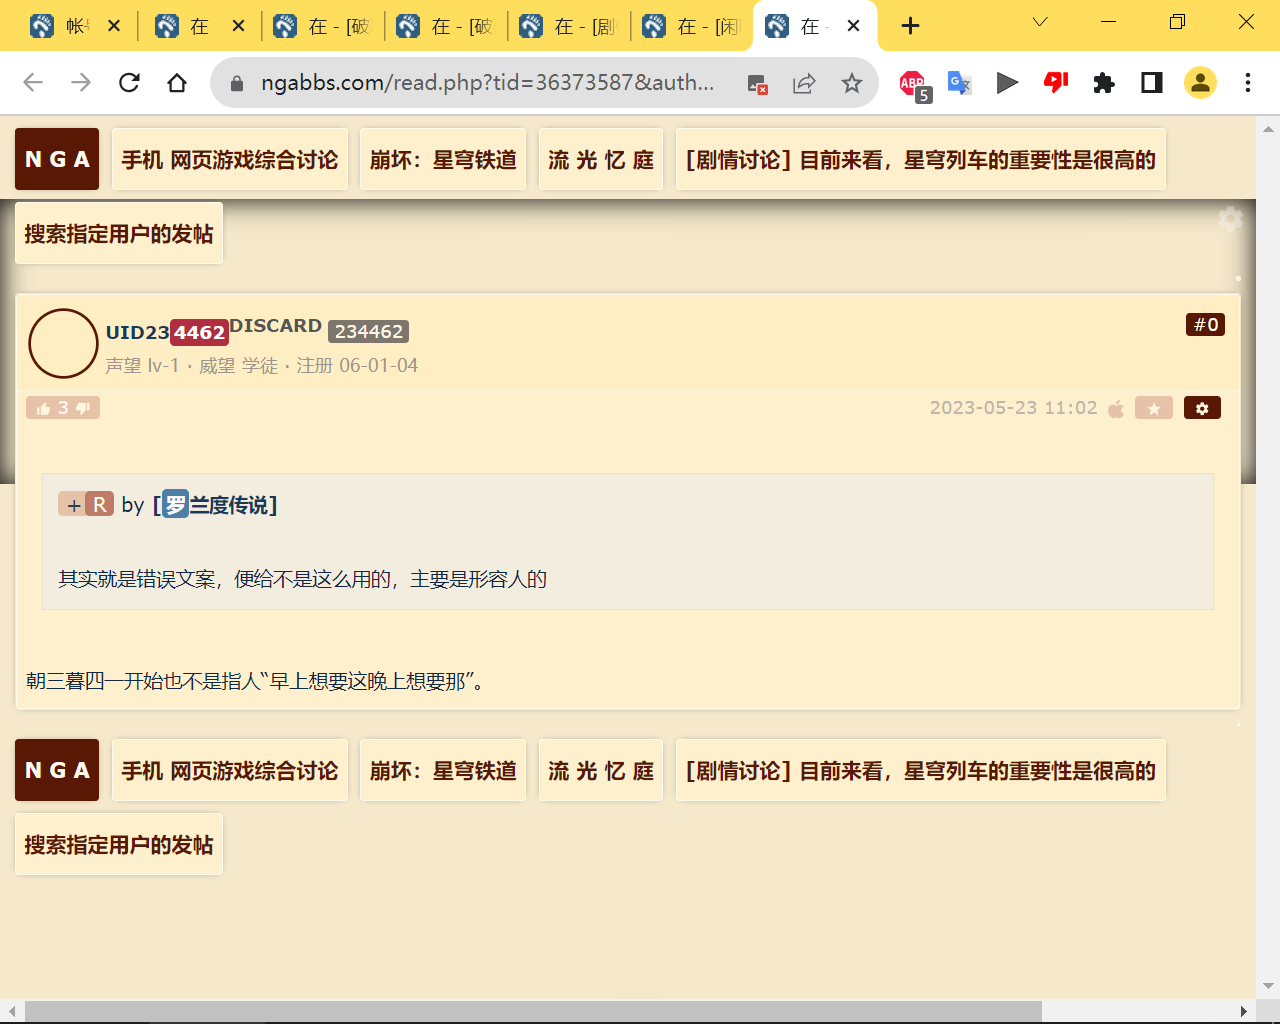 帐号
在
在 - [破
在 - [破
在 - [剧
在 - [闲
在 -
ngabbs.com/read.php?tid=36373587&auth...
ABP
5
N G A
手机 网页游戏综合讨论
崩坏：星穹铁道
流 光 忆 庭
[剧情讨论] 目前来看，星穹列车的重要性是很高的
搜索指定用户的发帖
UID234462DISCARD 234462
#0
声望 lv-1 · 威望 学徒 · 注册 06-01-04
3
2023-05-23 11:02
+ R by [罗兰度传说]
其实就是错误文案，便给不是这么用的，主要是形容人的
朝三暮四一开始也不是指人“早上想要这晚上想要那”。
N G A
手机 网页游戏综合讨论
崩坏：星穹铁道
流 光 忆 庭
[剧情讨论] 目前来看，星穹列车的重要性是很高的
搜索指定用户的发帖